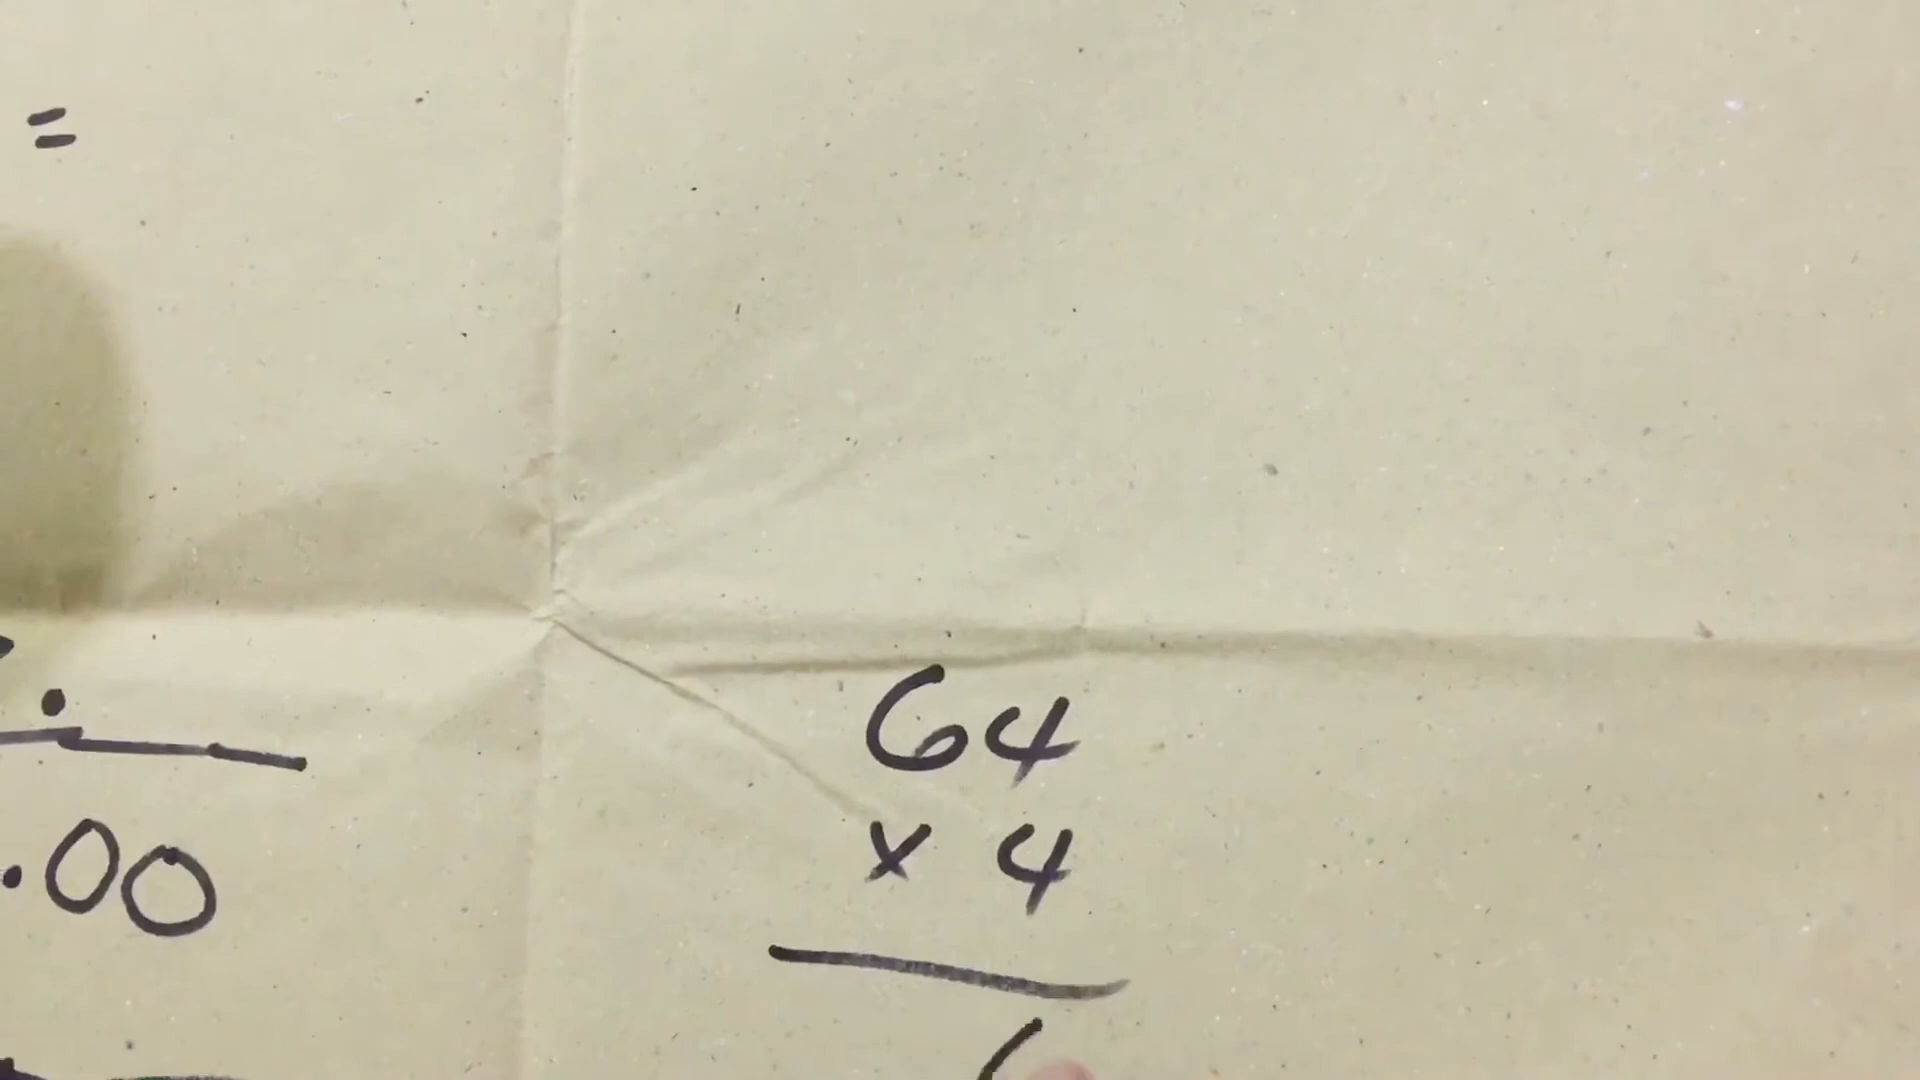 =
.
.00
64
x 4